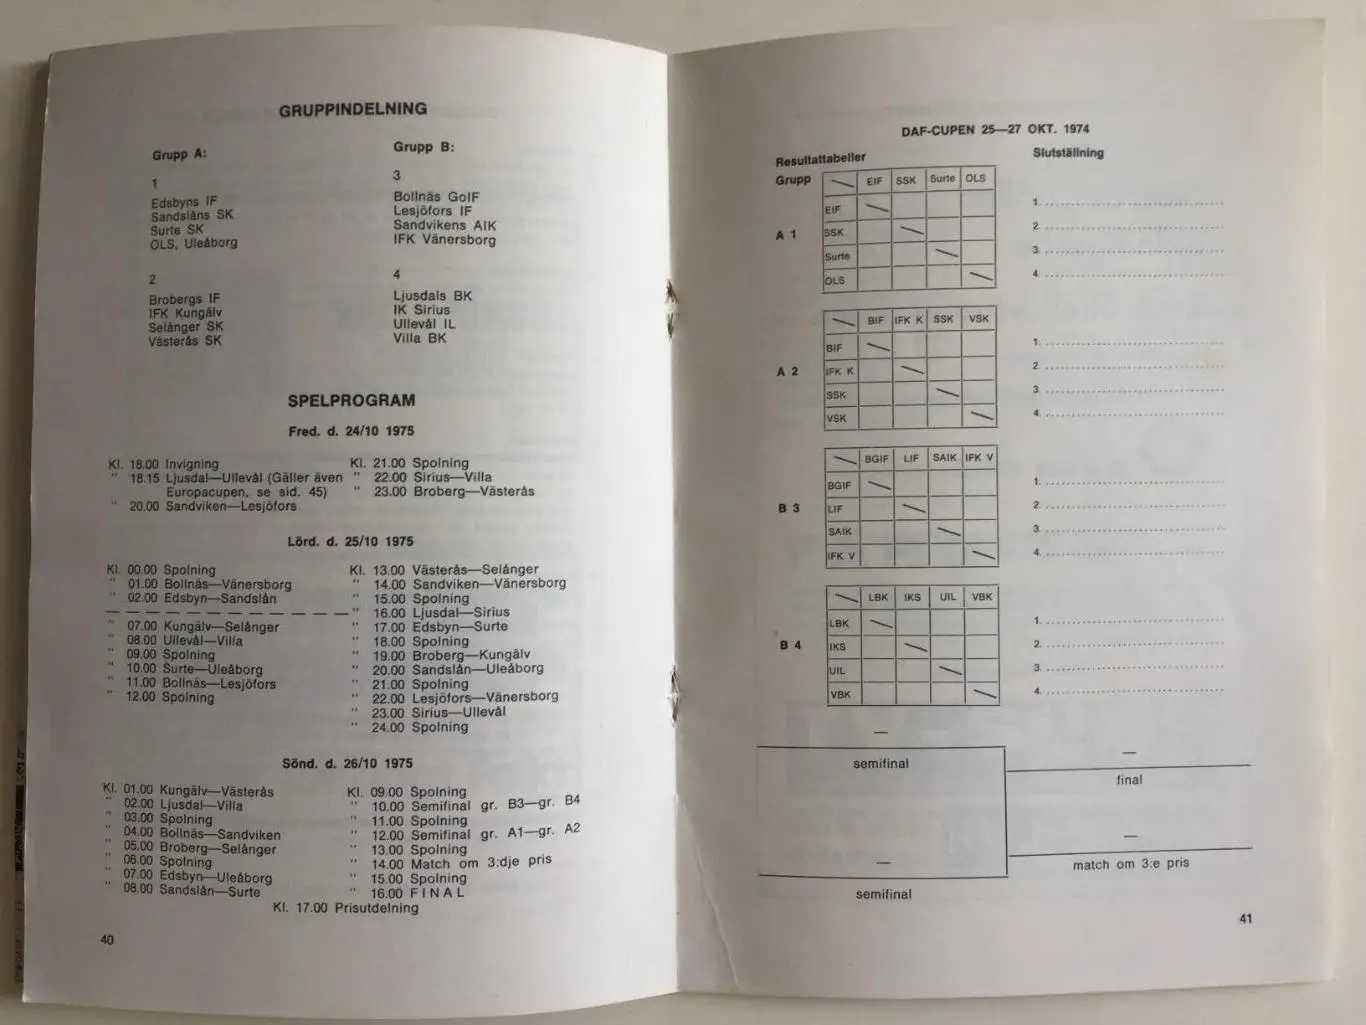 GRUPPINDELNING
Grupp A:
1
Edsbyns IF
Sandslåns SK
Surte SK
OLS, Uleåborg
2
Brobergs IF
IFK Kungälv
Selånger SK
Västerås SK
Grupp B:
3
Bollnäs GoIF
Lesjöfors IF
Sandvikens AIK
IFK Vänersborg
4
Ljusdals BK
IK Sirius
Ullevål IL
Villa BK
SPELPROGRAM
Fred. d. 24/10 1975
Kl. 18.00 Invigning
" 18.15 Ljusdal—Ullevål (Gäller även
Europacupen, se sid. 45)
" 20.00 Sandviken—Lesjöfors
Kl. 21.00 Spolning
" 22.00 Sirius—Villa
" 23.00 Broberg—Västerås
Lörd. d. 25/10 1975
Kl. 00.00 Spolning
" 01.00 Bollnäs—Vänersborg
" 02.00 Edsbyn—Sandslån
" 07.00 Kungälv—Selånger
" 08.00 Ullevål—Villa
" 09.00 Spolning
" 10.00 Surte—Uleåborg
" 11.00 Bollnäs—Lesjöfors
" 12.00 Spolning
Kl. 13.00 Västerås—Selånger
" 14.00 Sandviken—Vänersborg
" 15.00 Spolning
" 16.00 Ljusdal—Sirius
" 17.00 Edsbyn—Surte
" 18.00 Spolning
" 19.00 Broberg—Kungälv
" 20.00 Sandslån—Uleåborg
" 21.00 Spolning
" 22.00 Lesjöfors—Vänersborg
" 23.00 Sirius—Ullevål
" 24.00 Spolning
Sönd. d. 26/10 1975
Kl. 01.00 Kungälv—Västerås
" 02.00 Ljusdal—Villa
" 03.00 Spolning
" 04.00 Bollnäs—Sandviken
" 05.00 Broberg—Selånger
" 06.00 Spolning
" 07.00 Edsbyn—Uleåborg
" 08.00 Sandslån—Surte
Kl. 09.00 Spolning
" 10.00 Semifinal gr. B3—gr. B4
" 11.00 Spolning
" 12.00 Semifinal gr. A1—gr. A2
" 13.00 Spolning
" 14.00 Match om 3:dje pris
" 15.00 Spolning
" 16.00 FINAL
Kl. 17.00 Prisutdelning
40
DAF-CUPEN 25—27 OKT. 1974
Resultattabeller
Slutställning
Grupp
EIF SSK Surte OLS
EIF
SSK
Surte
OLS
A 1
1.
2.
3.
4.
BIF IFK K SSK VSK
BIF
IFK K
SSK
VSK
A 2
1.
2.
3.
4.
BGIF LIF SAIK IFK V
BGIF
LIF
SAIK
IFK V
B 3
1.
2.
3.
4.
LBK IKS UIL VBK
LBK
IKS
UIL
VBK
B 4
1.
2.
3.
4.
—
semifinal
—
final
—
semifinal
—
match om 3:e pris
41